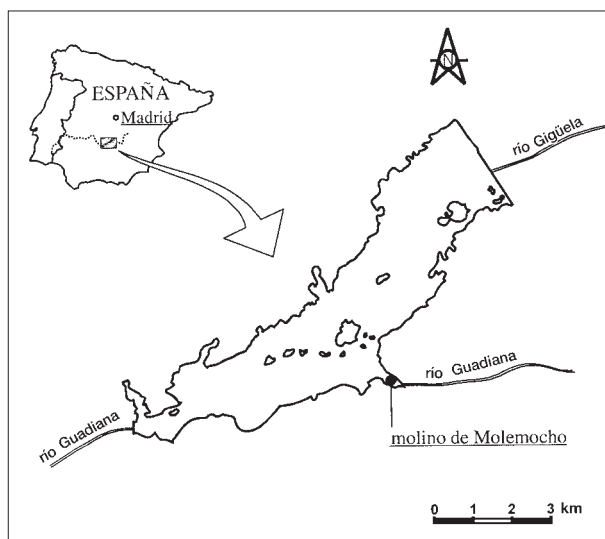 ESPAÑA
Madrid
N
río Gigüela
río Guadiana
río Guadiana
molino de Molemocho
0 1 2 3 km